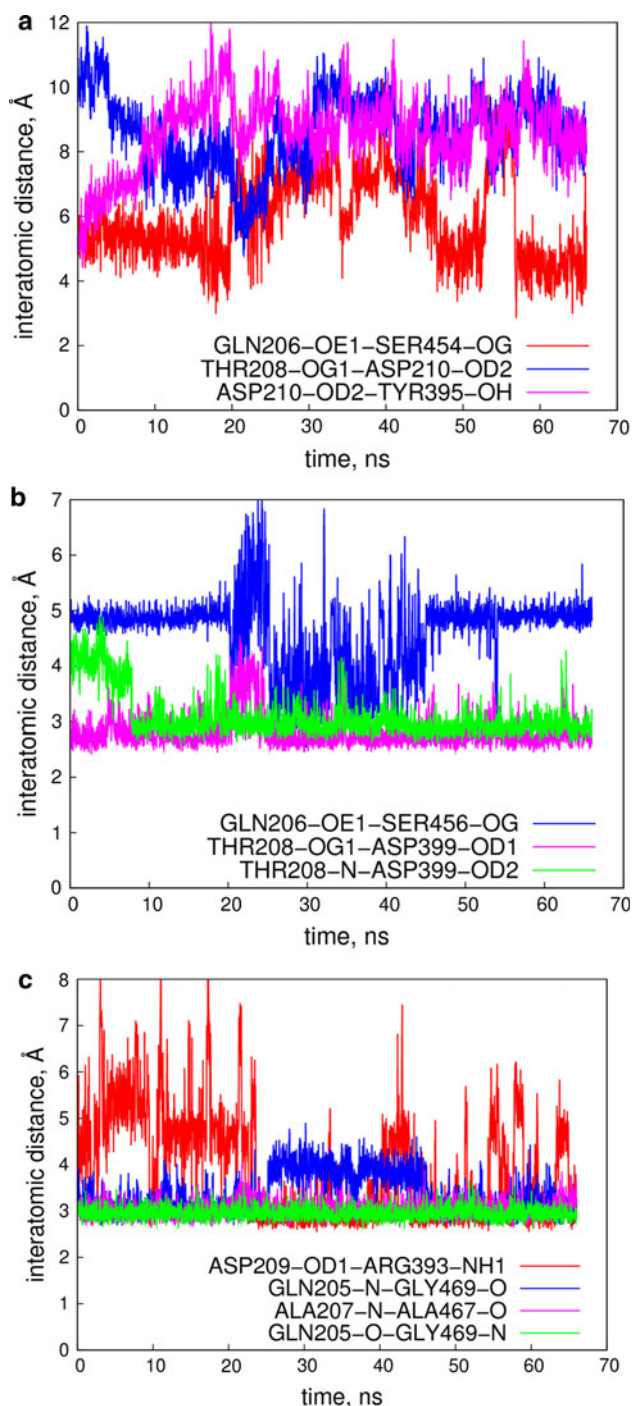 a
12
10
8
6
4
2
0
interatomic distance, Å
GLN206−OE1−SER454−OG
THR208−OG1−ASP210−OD2
ASP210−OD2−TYR395−OH
0 10 20 30 40 50 60 70
time, ns
b
7
6
5
4
3
2
1
0
interatomic distance, Å
GLN206−OE1−SER456−OG
THR208−OG1−ASP399−OD1
THR208−N−ASP399−OD2
0 10 20 30 40 50 60 70
time, ns
c
8
7
6
5
4
3
2
1
0
interatomic distance, Å
ASP209−OD1−ARG393−NH1
GLN205−N−GLY469−O
ALA207−N−ALA467−O
GLN205−O−GLY469−N
0 10 20 30 40 50 60 70
time, ns